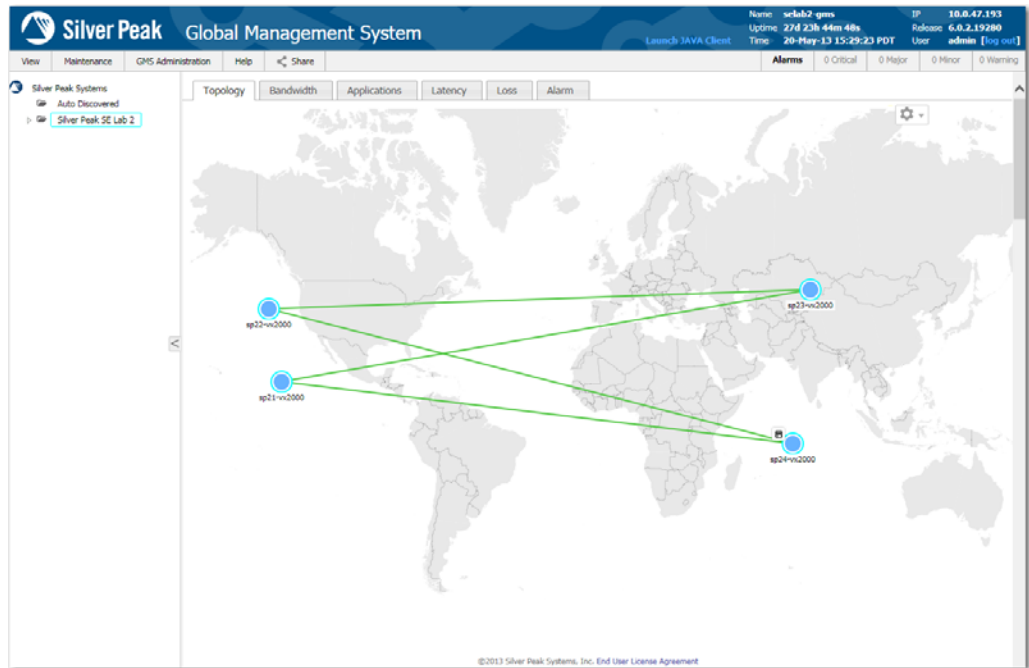 Silver Peak Global Management System
Launch JAVA Client
Name selab2-gms IP 10.0.47.193
Uptime 27d 23h 44m 48s Release 6.0.2.19280
Time 20-May-13 15:29:23 PDT User admin [log out]
View Maintenance GMS Administration Help Share
Alarms 0 Critical 0 Major 0 Minor 0 Warning
Silver Peak Systems
Auto Discovered
Silver Peak SE Lab 2
Topology Bandwidth Applications Latency Loss Alarm
sp23-vx2000
sp22-vx2000
<
sp21-vx2000
sp24-vx2000
©2013 Silver Peak Systems, Inc. End User License Agreement